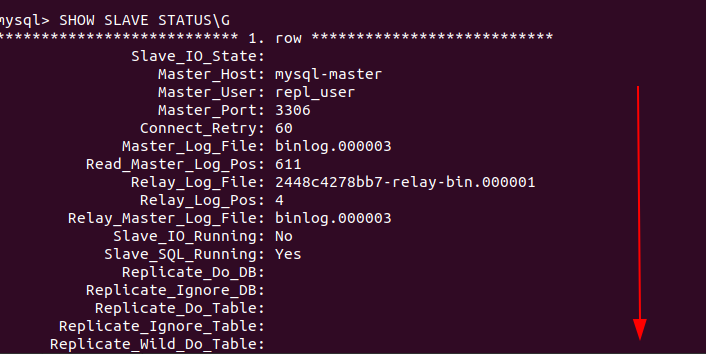 mysql> SHOW SLAVE STATUS\G
*************************** 1. row ***************************
Slave_IO_State:
Master_Host: mysql-master
Master_User: repl_user
Master_Port: 3306
Connect_Retry: 60
Master_Log_File: binlog.000003
Read_Master_Log_Pos: 611
Relay_Log_File: 2448c4278bb7-relay-bin.000001
Relay_Log_Pos: 4
Relay_Master_Log_File: binlog.000003
Slave_IO_Running: No
Slave_SQL_Running: Yes
Replicate_Do_DB:
Replicate_Ignore_DB:
Replicate_Do_Table:
Replicate_Ignore_Table:
Replicate_Wild_Do_Table: